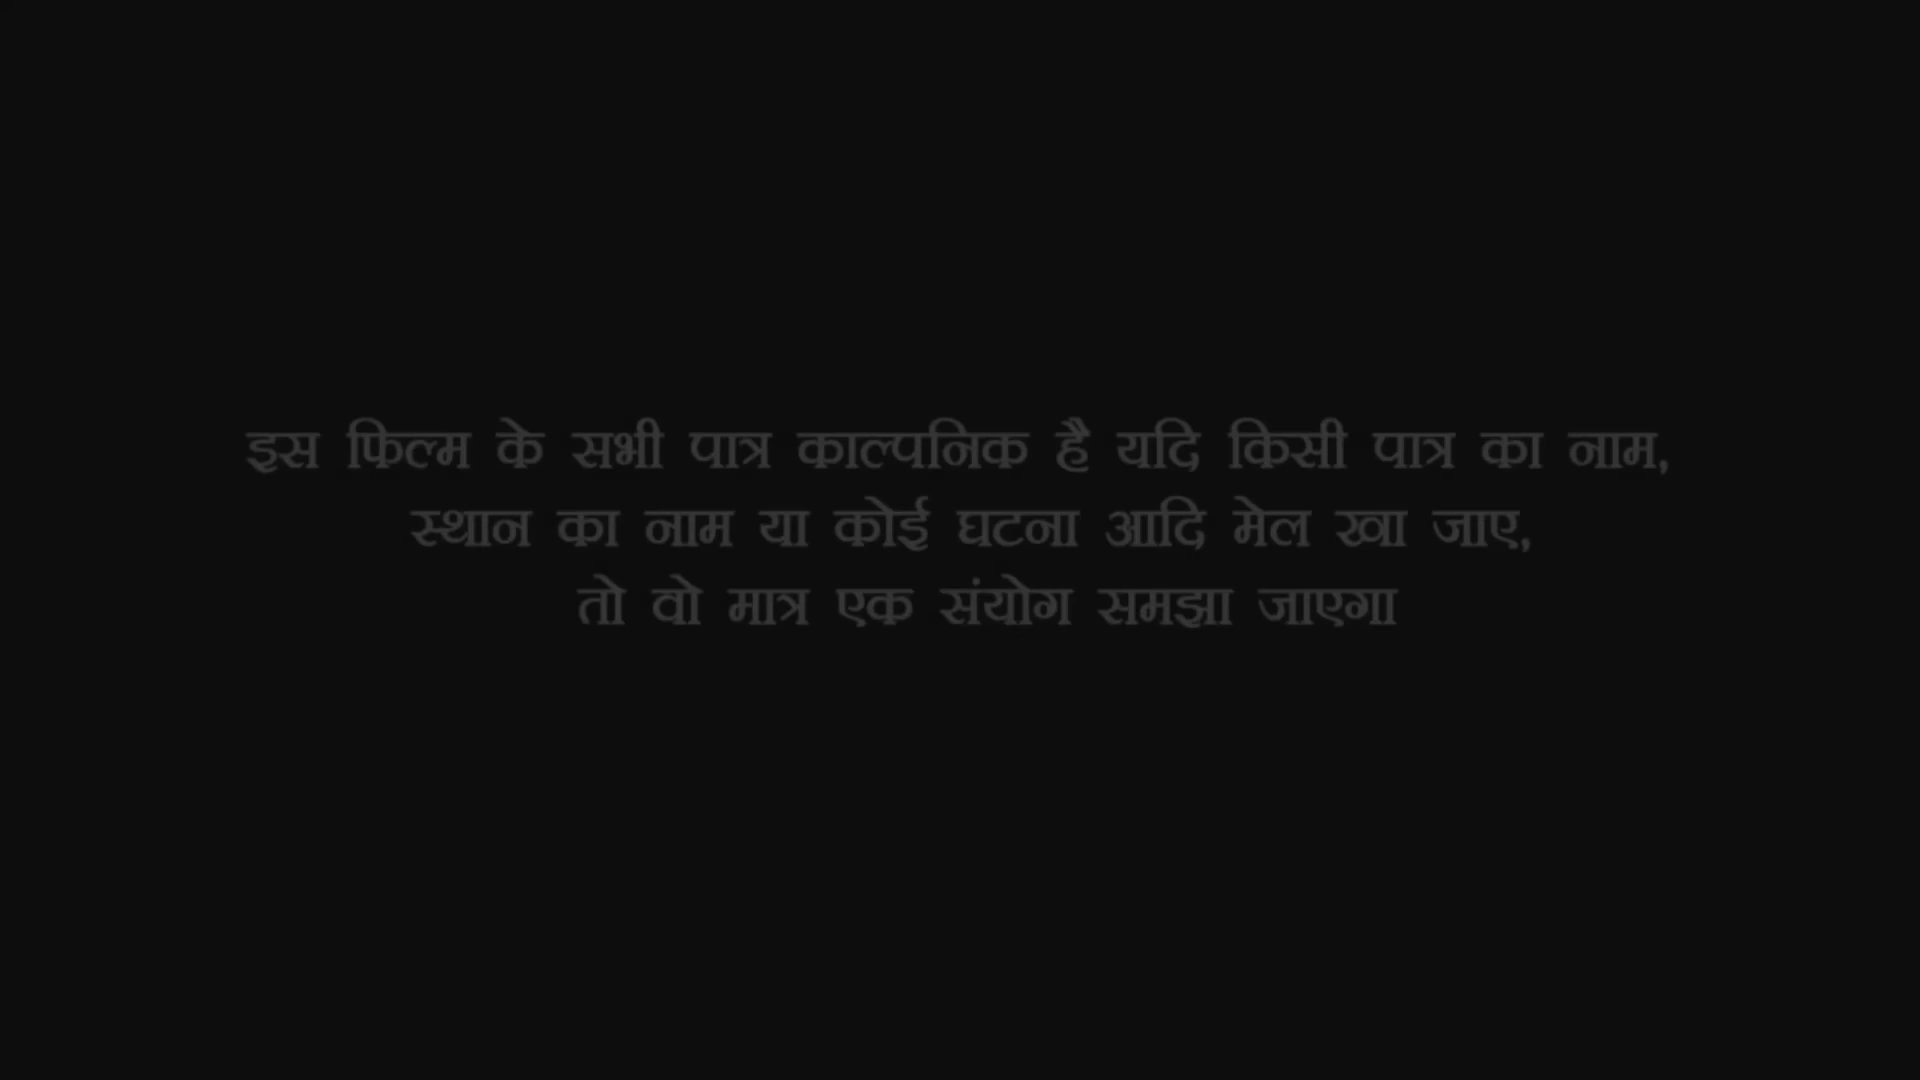 इस फिल्म के सभी पात्र काल्पनिक है यदि किसी पात्र का नाम,
स्थान का नाम या कोई घटना आदि मेल खा जाए,
तो वो मात्र एक संयोग समझा जाएगा